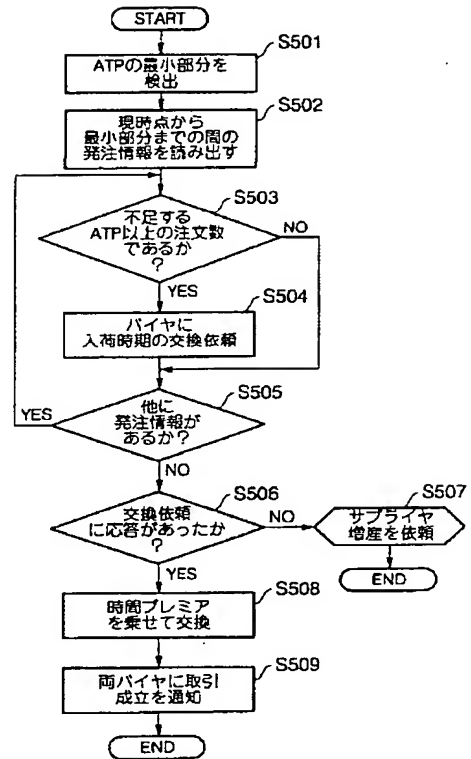 START
S501
ATPの最小部分を
検出
S502
現時点から
最小部分までの間の
発注情報を読み出す
S503
不足する
ATP以上の注文数
であるか
?
NO
YES
S504
バイヤに
入荷時期の交換依頼
S505
他に
発注情報が
あるか?
YES
NO
S506
交換依頼
に応答があったか
?
NO
YES
S507
サプライヤ
増産を依頼
END
S508
時間プレミア
を乗せて交換
S509
両バイヤに取引
成立を通知
END